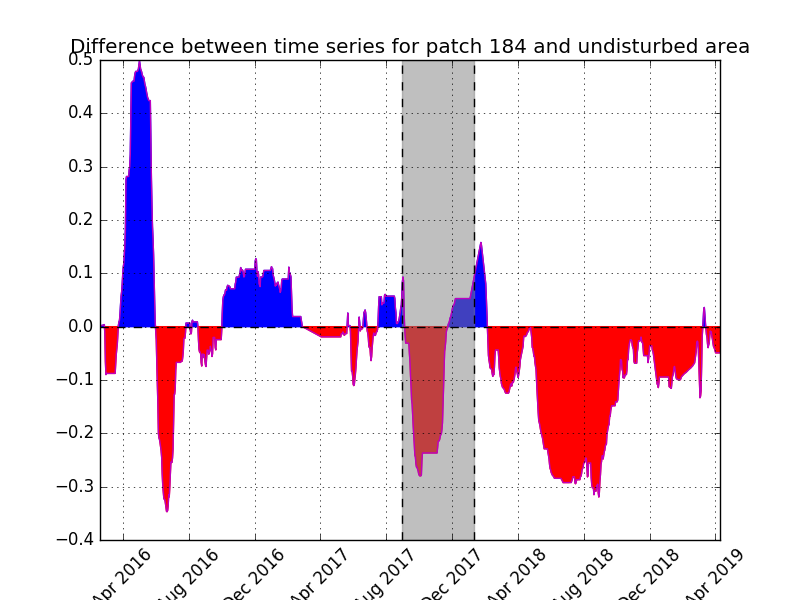 Difference between time series for patch 184 and undisturbed area
0.5
0.4
0.3
0.2
0.1
0.0
−0.1
−0.2
−0.3
−0.4
Apr 2016
Aug 2016
Dec 2016
Apr 2017
Aug 2017
Dec 2017
Apr 2018
Aug 2018
Dec 2018
Apr 2019